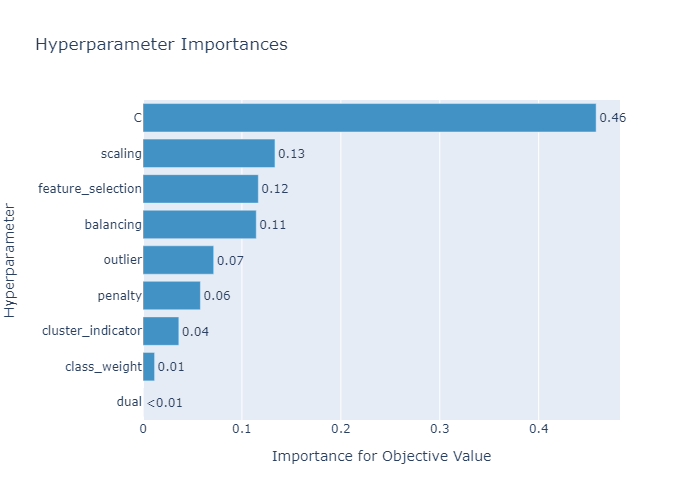 Hyperparameter Importances
Hyperparameter
C
0.46
scaling
0.13
feature_selection
0.12
balancing
0.11
outlier
0.07
penalty
0.06
cluster_indicator
0.04
class_weight
0.01
dual
<0.01
0
0.1
0.2
0.3
0.4
Importance for Objective Value